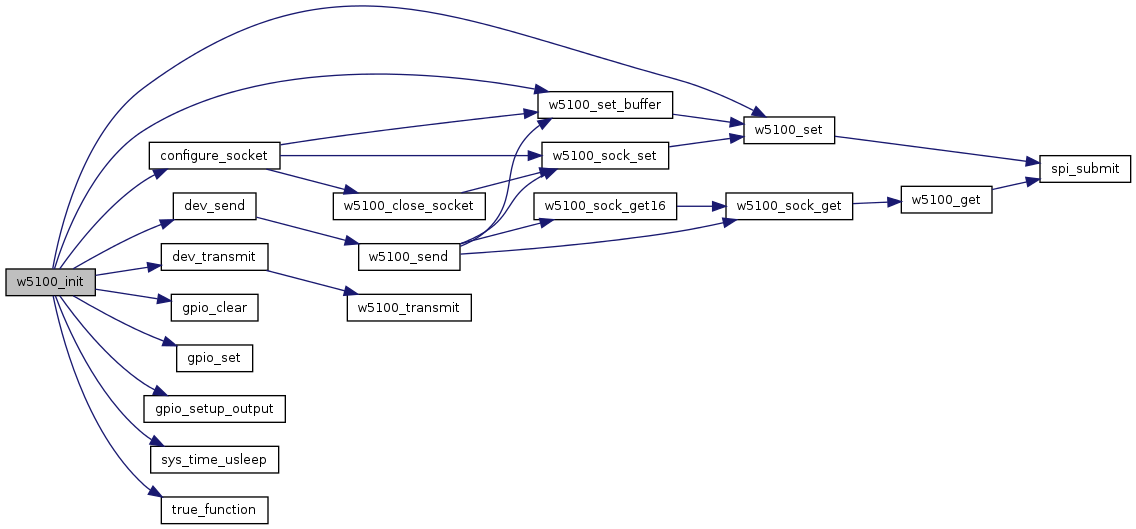 w5100_init
configure_socket
dev_send
dev_transmit
gpio_clear
gpio_set
gpio_setup_output
sys_time_usleep
true_function
w5100_close_socket
w5100_send
w5100_transmit
w5100_set_buffer
w5100_sock_set
w5100_sock_get16
w5100_set
w5100_sock_get
w5100_get
spi_submit